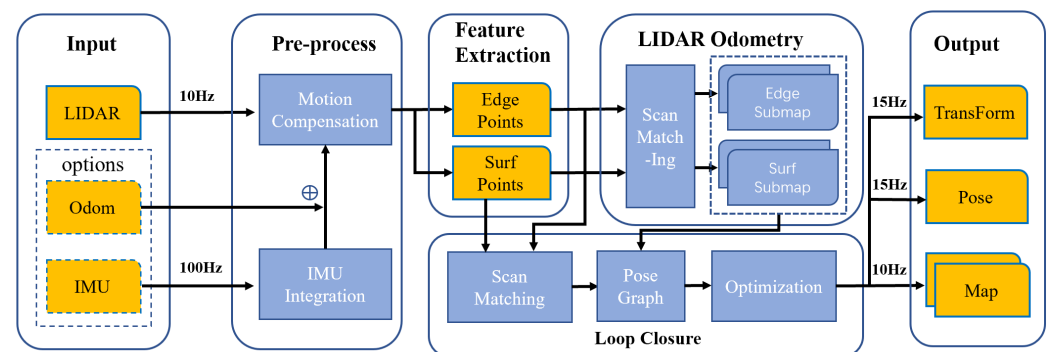 Input
LIDAR
options
Odom
IMU
10Hz
100Hz
Pre-process
Motion
Compensation
⊕
IMU
Integration
Feature
Extraction
Edge
Points
Surf
Points
LIDAR Odometry
Scan
Match
-Ing
Edge
Submap
Surf
Submap
Scan
Matching
Pose
Graph
Optimization
Loop Closure
Output
15Hz
TransForm
15Hz
Pose
10Hz
Map